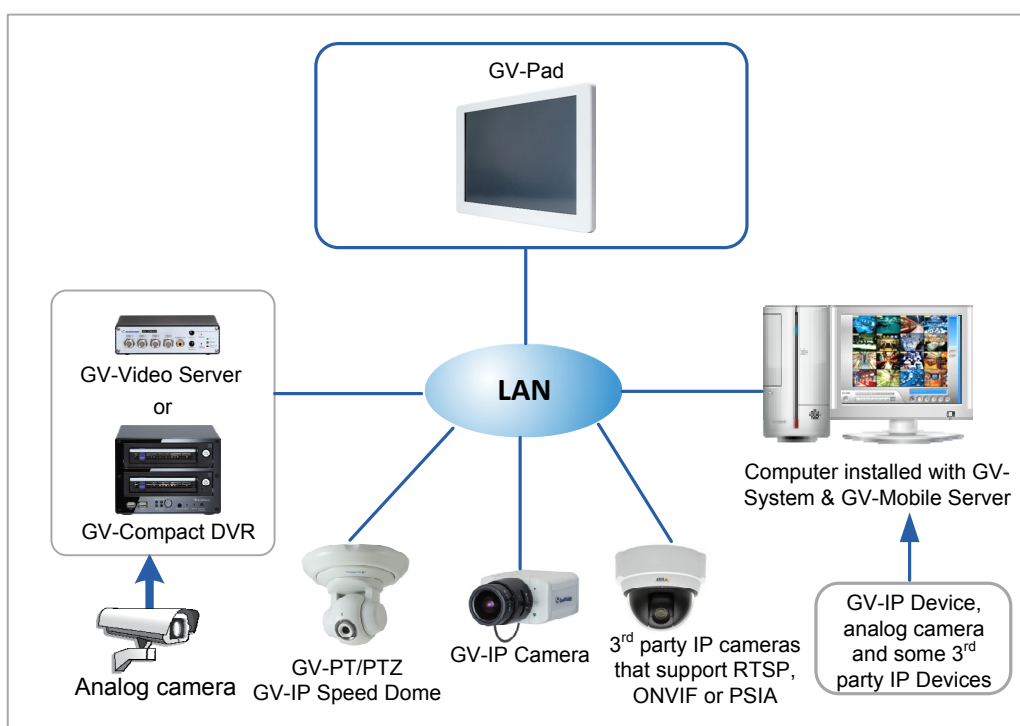 GV-Pad
LAN
GV-Video Server
or
GV-Compact DVR
Analog camera
GV-PT/PTZ
GV-IP Speed Dome
GV-IP Camera
3rd party IP cameras
that support RTSP,
ONVIF or PSIA
Computer installed with GV-
System & GV-Mobile Server
GV-IP Device,
analog camera
and some 3rd
party IP Devices